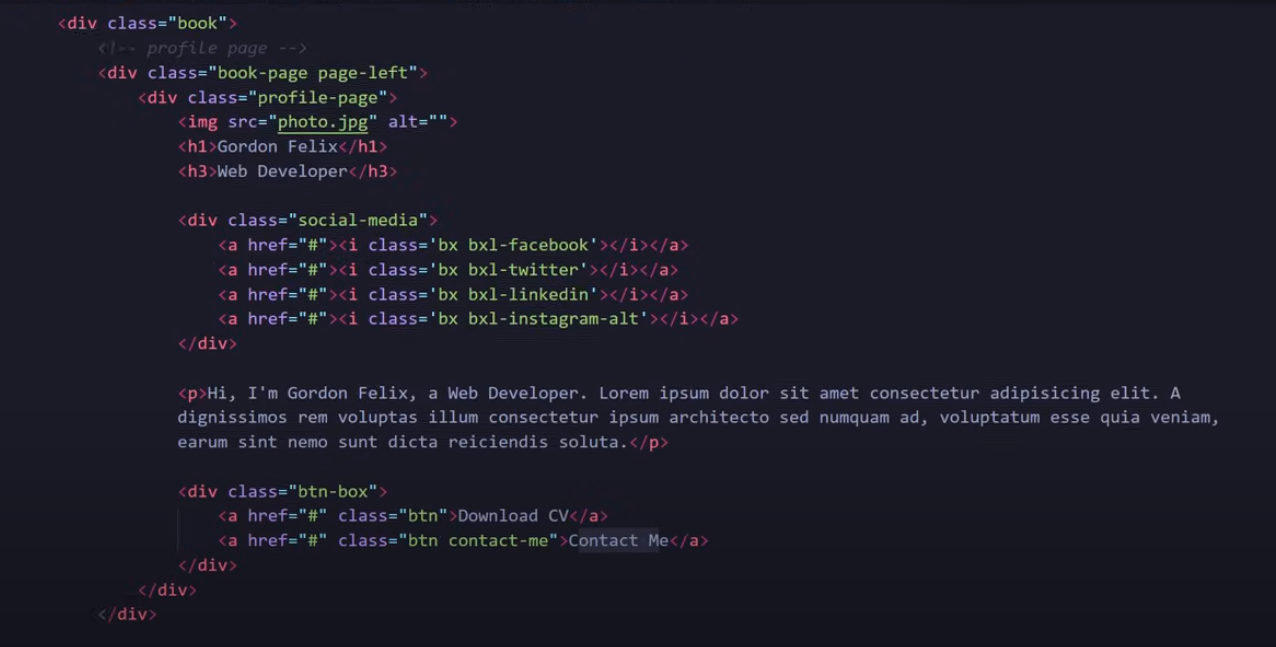 <div class="book">
<!-- profile page -->
<div class="book-page page-left">
<div class="profile-page">
<img src="photo.jpg" alt="">
<h1>Gordon Felix</h1>
<h3>Web Developer</h3>
<div class="social-media">
<a href="#"><i class='bx bxl-facebook'></i></a>
<a href="#"><i class='bx bxl-twitter'></i></a>
<a href="#"><i class='bx bxl-linkedin'></i></a>
<a href="#"><i class='bx bxl-instagram-alt'></i></a>
</div>
<p>Hi, I'm Gordon Felix, a Web Developer. Lorem ipsum dolor sit amet consectetur adipisicing elit. A
dignissimos rem voluptas illum consectetur ipsum architecto sed numquam ad, voluptatum esse quia veniam,
earum sint nemo sunt dicta reiciendis soluta.</p>
<div class="btn-box">
<a href="#" class="btn">Download CV</a>
<a href="#" class="btn contact-me">Contact Me</a>
</div>
</div>
</div>